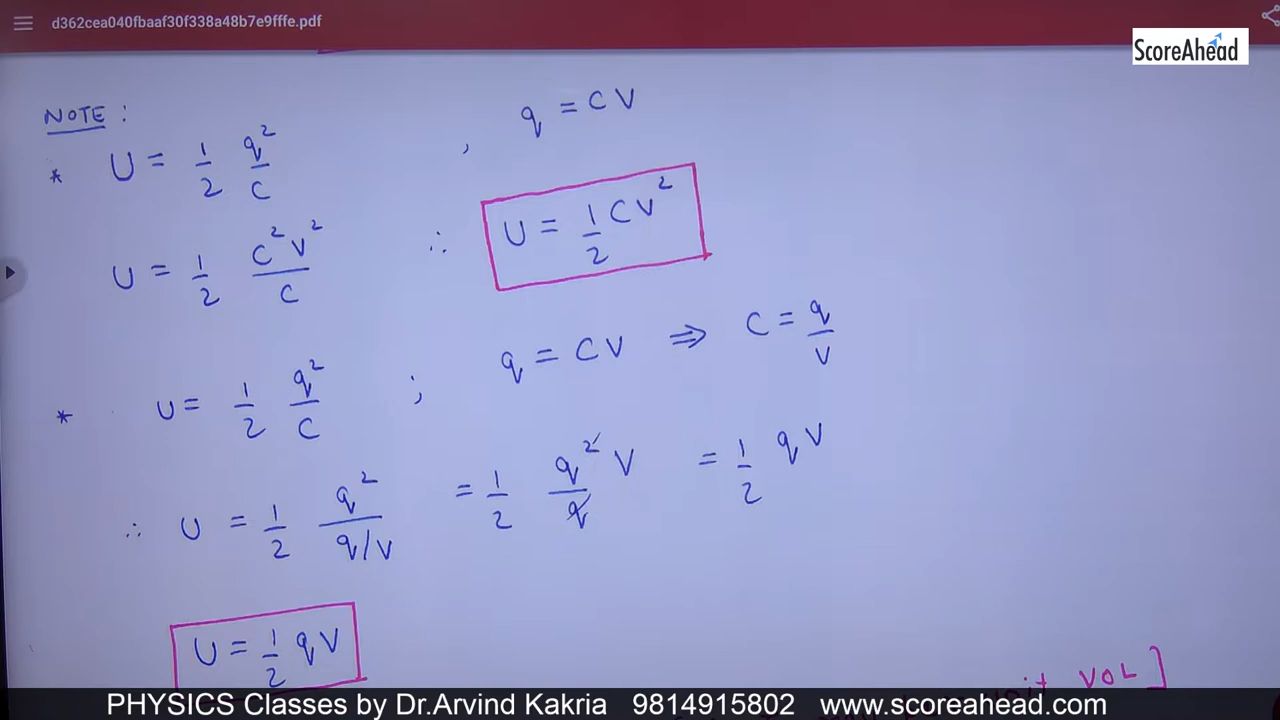 d362cea040fbaaf30f338a48b7e9fffe.pdf
ScoreAhead
NOTE :
* U = 1/2 q²/C , q = CV
U = 1/2 C²V²/C ∴ U = 1/2 CV²
* U = 1/2 q²/C ; q = CV ⇒ C = q/V
∴ U = 1/2 q²/(q/V) = 1/2 q²V/q = 1/2 qV
U = 1/2 qV
VOL ]
PHYSICS Classes by Dr.Arvind Kakria 9814915802 www.scoreahead.com